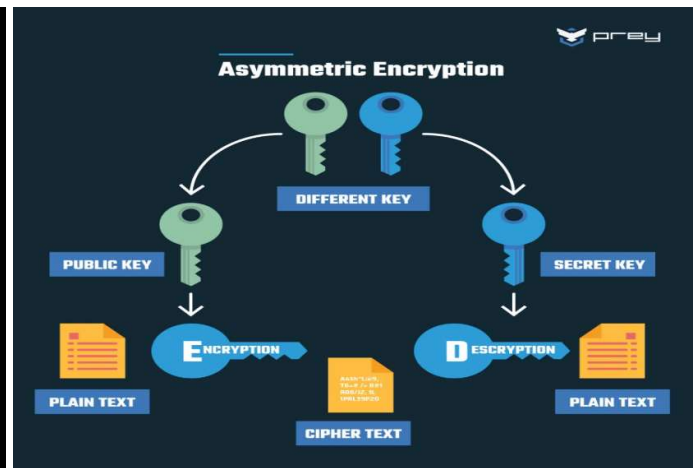 prey
Asymmetric Encryption
DIFFERENT KEY
PUBLIC KEY
SECRET KEY
ENCRYPTION
DESCRYPTION
PLAIN TEXT
PLAIN TEXT
CIPHER TEXT